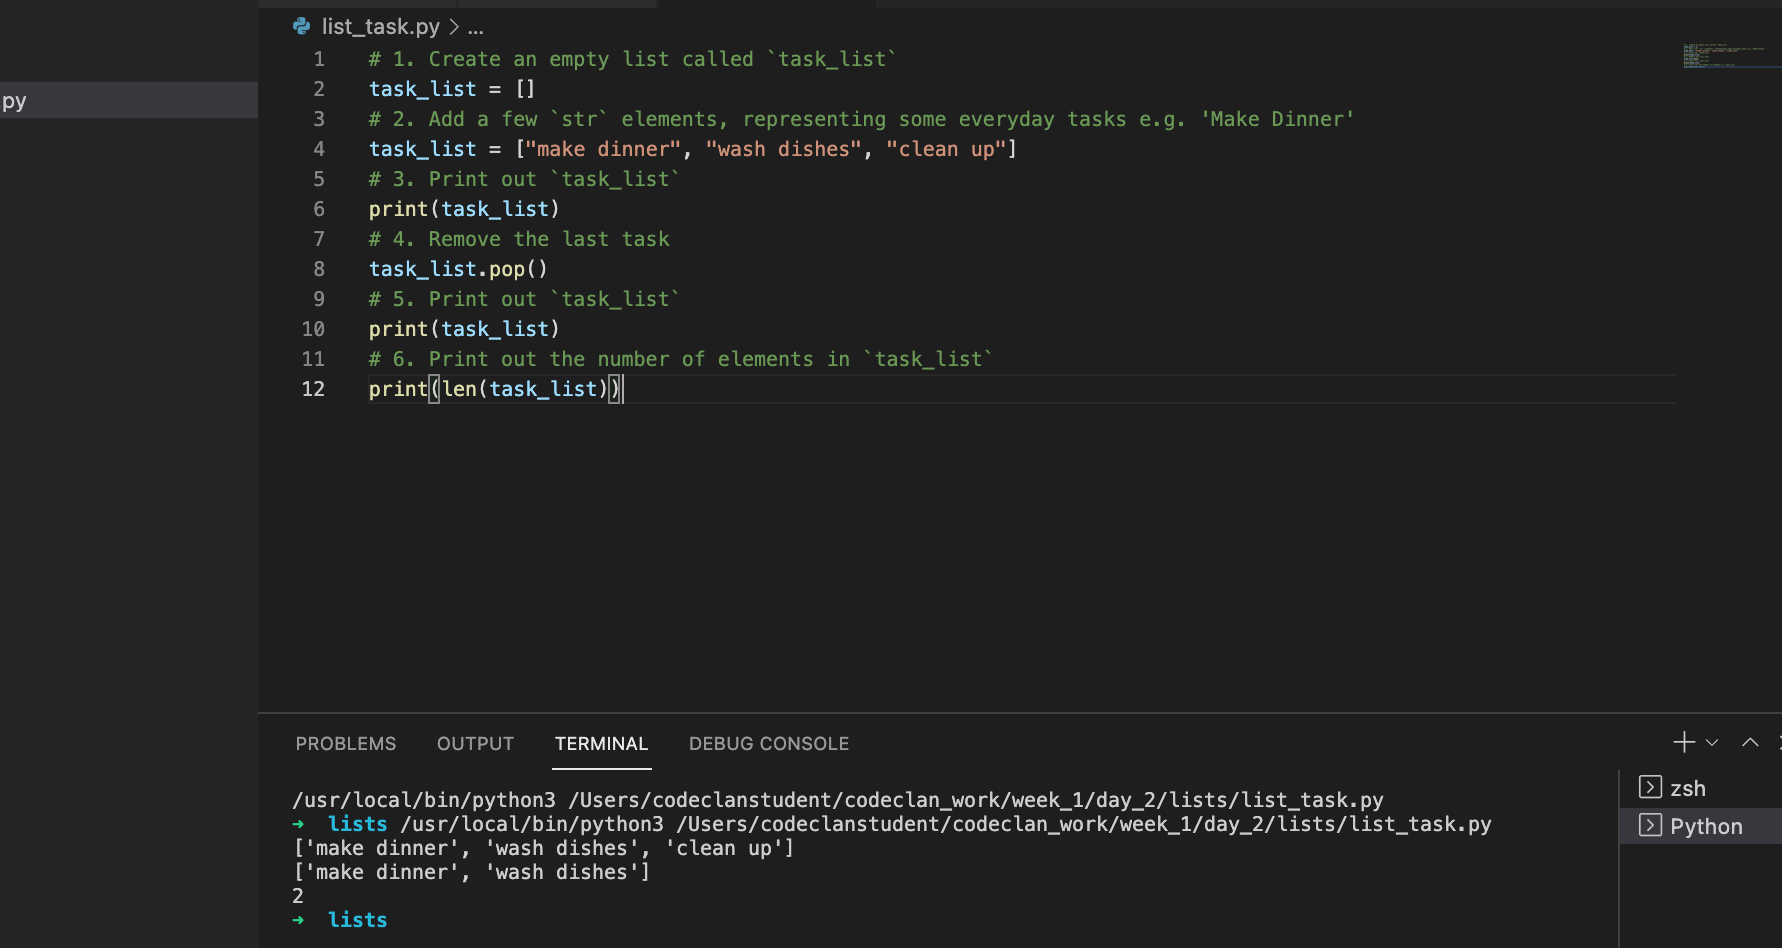 py
list_task.py > ...
1 # 1. Create an empty list called `task_list`
2 task_list = []
3 # 2. Add a few `str` elements, representing some everyday tasks e.g. 'Make Dinner'
4 task_list = ["make dinner", "wash dishes", "clean up"]
5 # 3. Print out `task_list`
6 print(task_list)
7 # 4. Remove the last task
8 task_list.pop()
9 # 5. Print out `task_list`
10 print(task_list)
11 # 6. Print out the number of elements in `task_list`
12 print(len(task_list))
PROBLEMS OUTPUT TERMINAL DEBUG CONSOLE
/usr/local/bin/python3 /Users/codeclanstudent/codeclan_work/week_1/day_2/lists/list_task.py
➜ lists /usr/local/bin/python3 /Users/codeclanstudent/codeclan_work/week_1/day_2/lists/list_task.py
['make dinner', 'wash dishes', 'clean up']
['make dinner', 'wash dishes']
2
➜ lists
zsh
Python